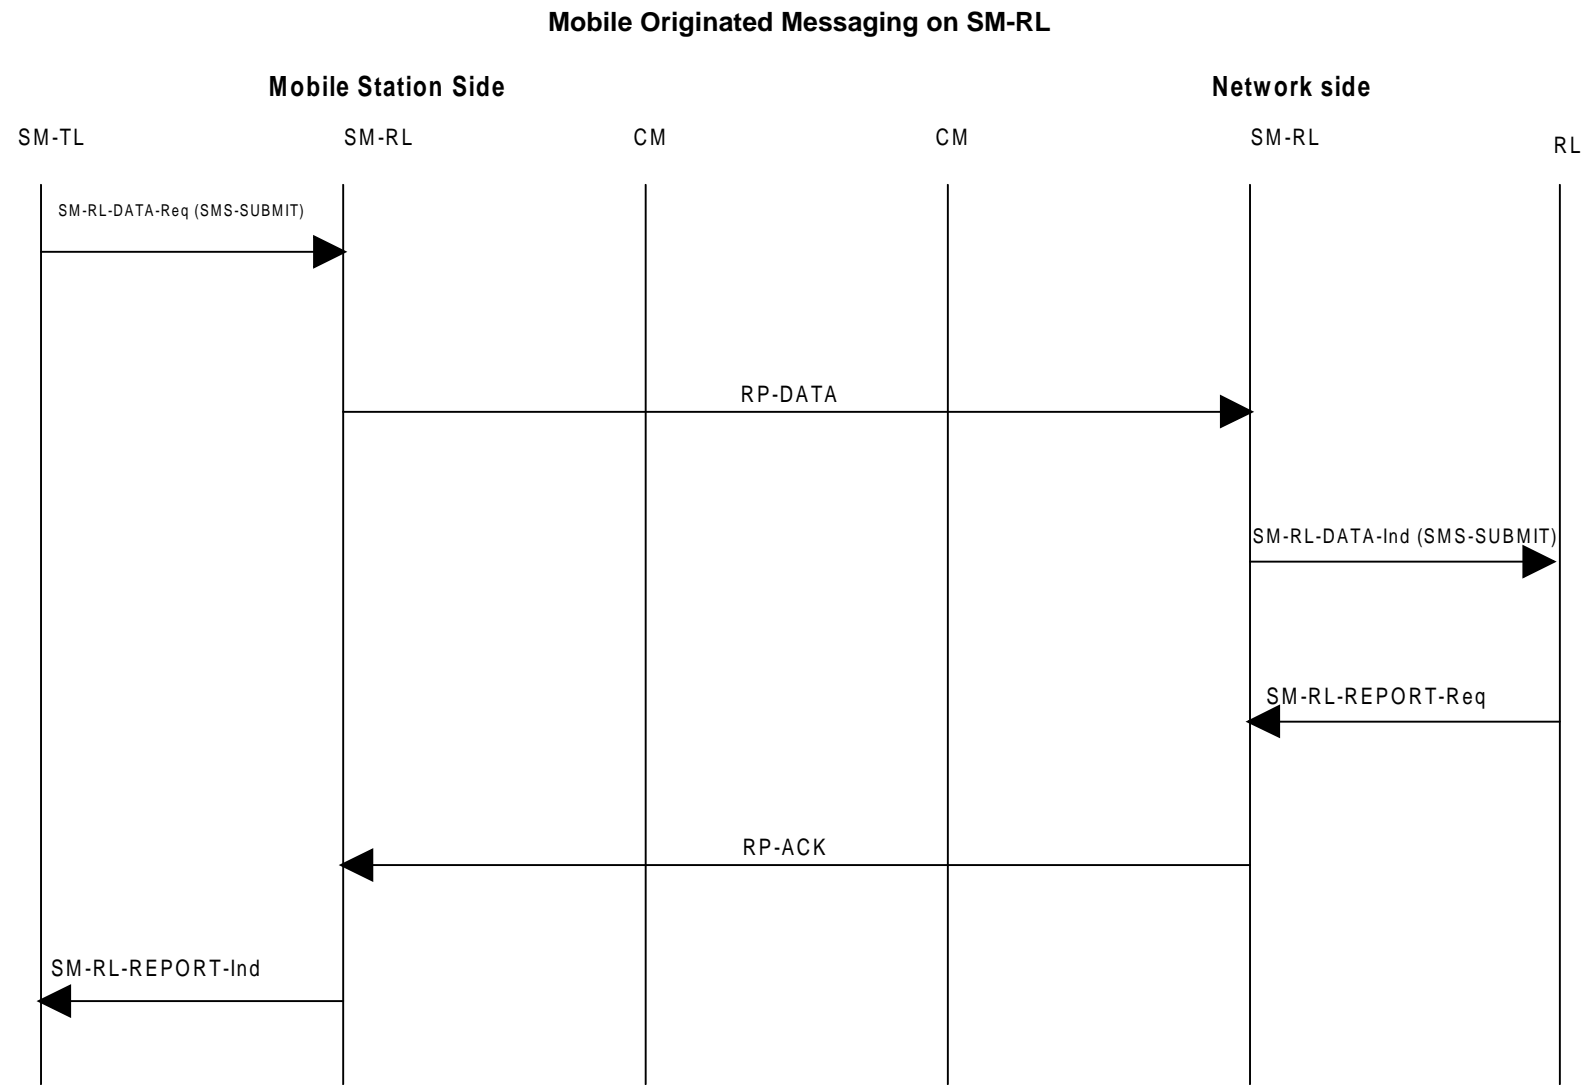 Mobile Originated Messaging on SM-RL
Mobile Station Side
Network side
SM-TL
SM-RL
CM
CM
SM-RL
RL
SM-RL-DATA-Req (SMS-SUBMIT)
RP-DATA
SM-RL-DATA-Ind (SMS-SUBMIT)
SM-RL-REPORT-Req
RP-ACK
SM-RL-REPORT-Ind